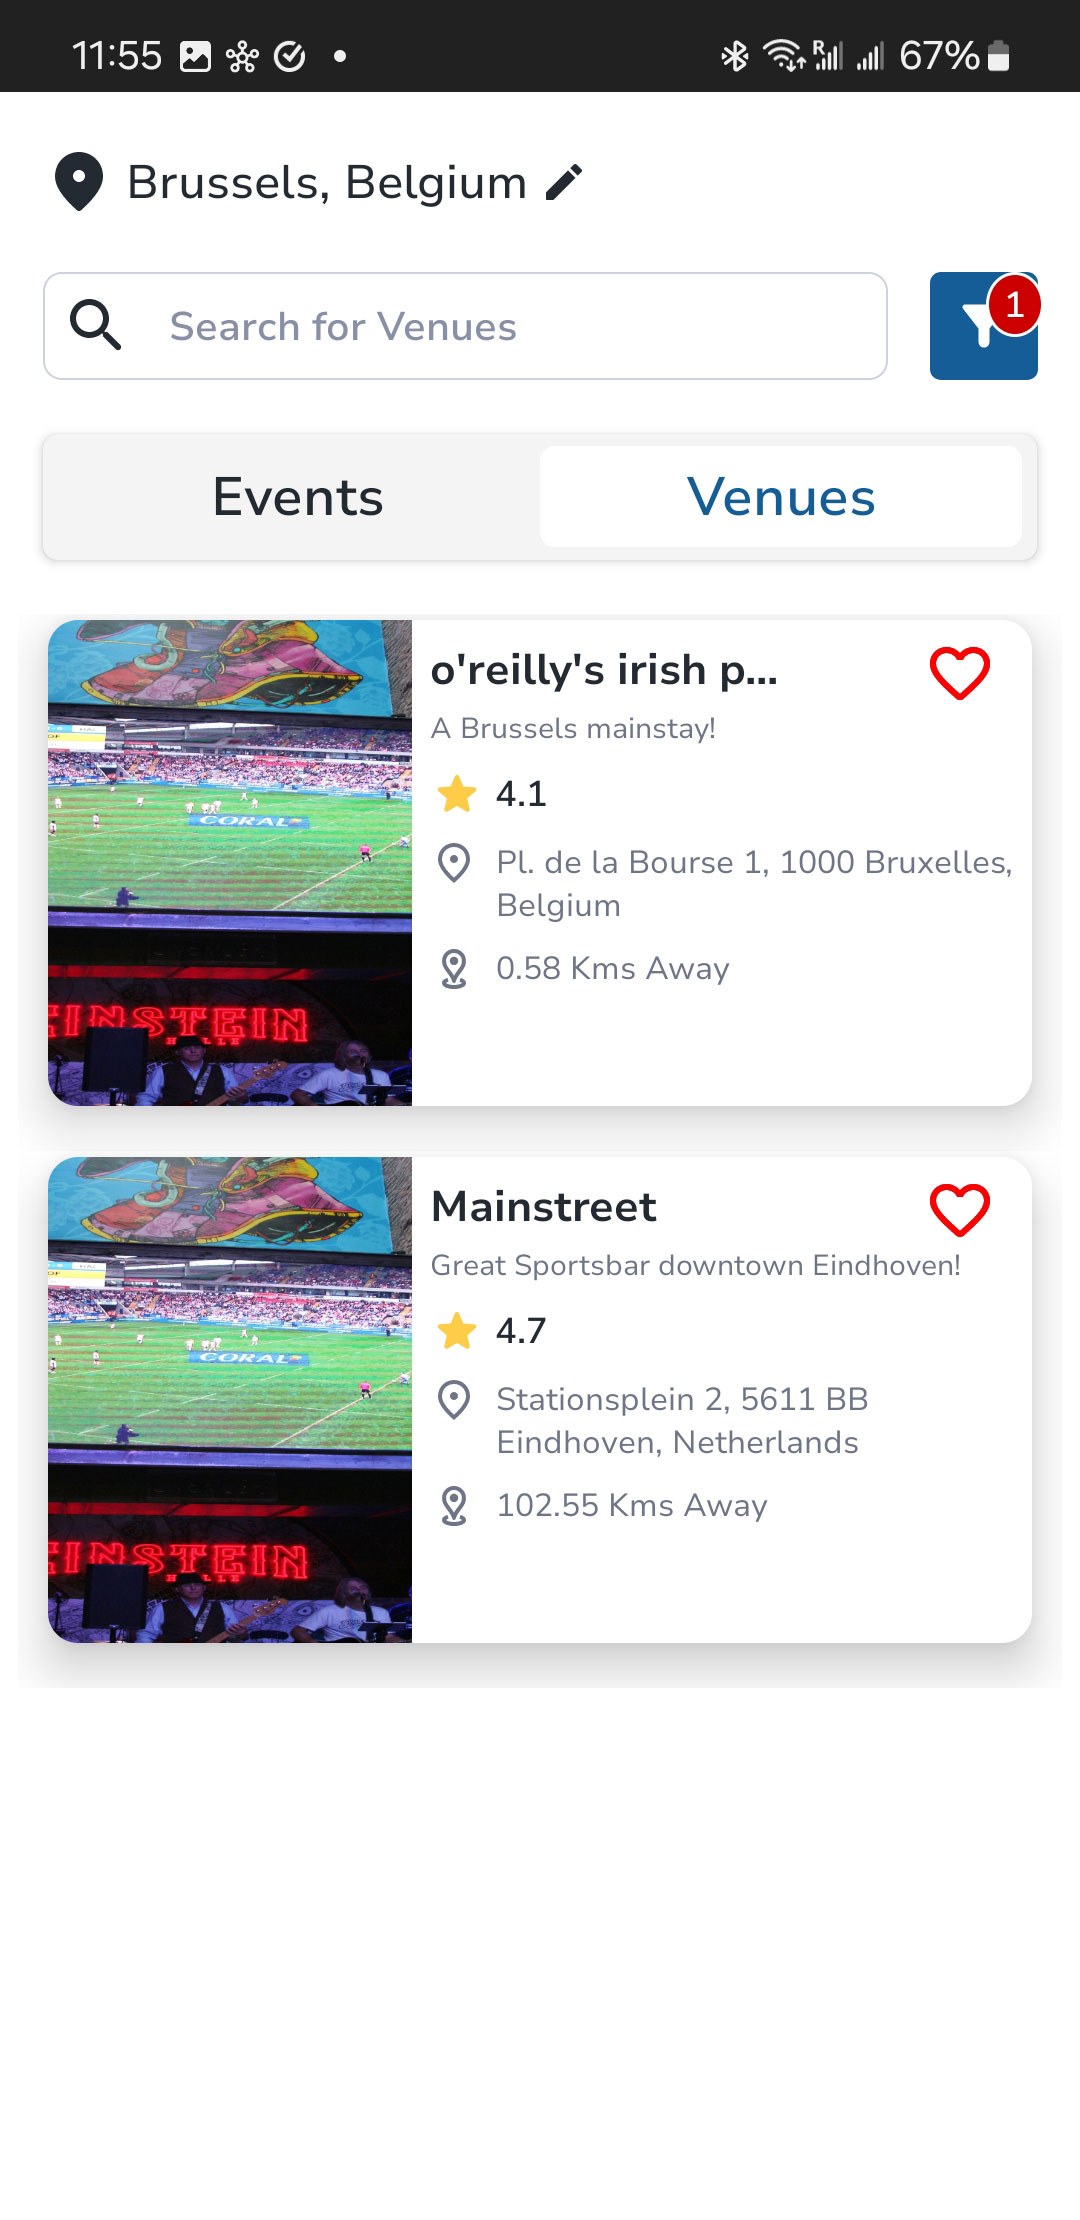 11:55
R
67%
Brussels, Belgium
Search for Venues
1
Events
Venues
o'reilly's irish p...
A Brussels mainstay!
4.1
Pl. de la Bourse 1, 1000 Bruxelles,
Belgium
0.58 Kms Away
CORAL
EINSTEIN
Mainstreet
Great Sportsbar downtown Eindhoven!
4.7
Stationsplein 2, 5611 BB
Eindhoven, Netherlands
102.55 Kms Away
CORAL
EINSTEIN